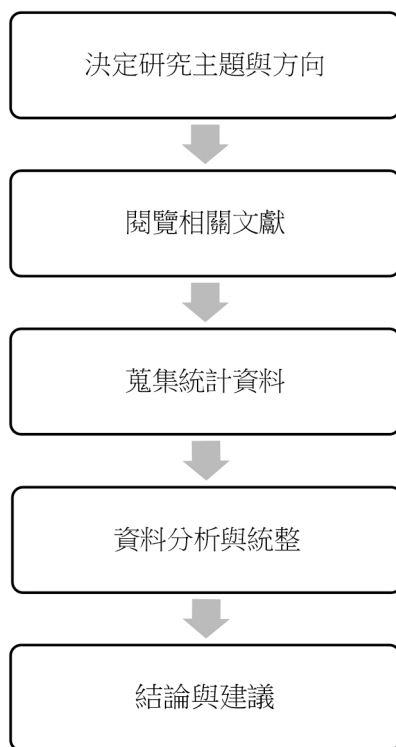 決定研究主題與方向
閱覽相關文獻
蒐集統計資料
資料分析與統整
結論與建議